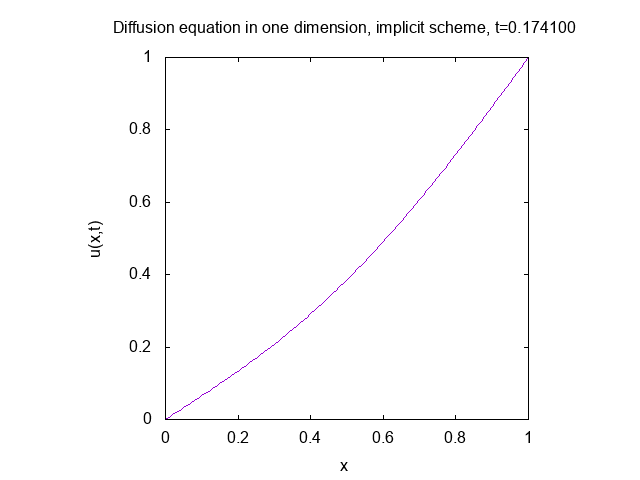 Diffusion equation in one dimension, implicit scheme, t=0.174100
1
0.8
0.6
0.4
0.2
0
u(x,t)
0 0.2 0.4 0.6 0.8 1
x